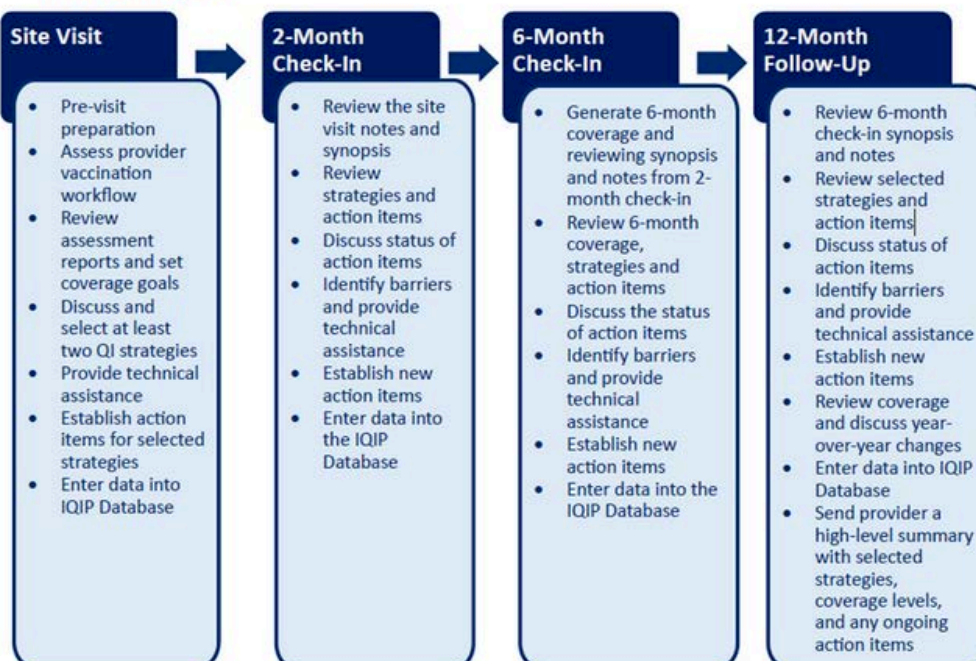 Site Visit
• Pre-visit
preparation
• Assess provider
vaccination
workflow
• Review
assessment
reports and set
coverage goals
• Discuss and
select at least
two QI strategies
• Provide technical
assistance
• Establish action
items for selected
strategies
• Enter data into
IQIP Database
2-Month
Check-In
• Review the site
visit notes and
synopsis
• Review
strategies and
action items
• Discuss status of
action items
• Identify barriers
and provide
technical
assistance
• Establish new
action items
• Enter data into
the IQIP
Database
6-Month
Check-In
• Generate 6-month
coverage and
reviewing synopsis
and notes from 2-
month check-in
• Review 6-month
coverage,
strategies and
action items
• Discuss the status
of action items
• Identify barriers
and provide
technical
assistance
• Establish new
action items
• Enter data into the
IQIP Database
12-Month
Follow-Up
• Review 6-month
check-in synopsis
and notes
• Review selected
strategies and
action items
• Discuss status of
action items
• Identify barriers
and provide
technical assistance
• Establish new
action items
• Review coverage
and discuss year-
over-year changes
• Enter data into IQIP
Database
• Send provider a
high-level summary
with selected
strategies,
coverage levels,
and any ongoing
action items